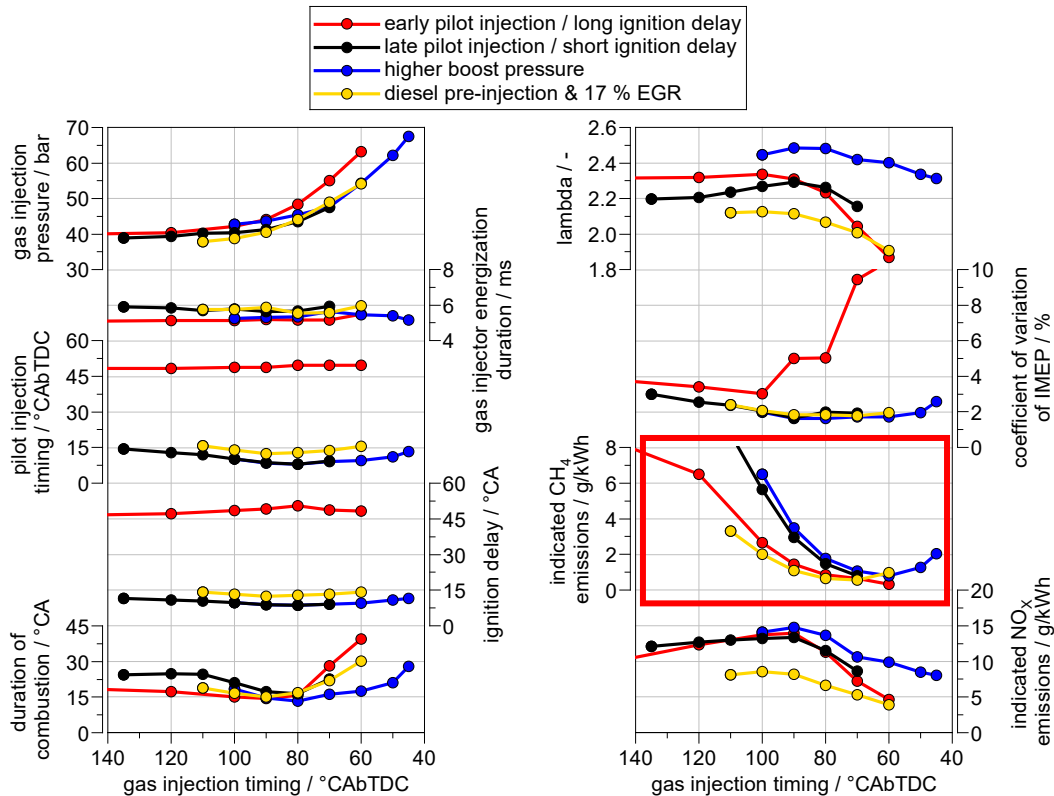 early pilot injection / long ignition delay
late pilot injection / short ignition delay
higher boost pressure
diesel pre-injection & 17 % EGR
gas injection
pressure / bar
70
60
50
40
30
gas injector energization
duration / ms
8
6
4
pilot injection
timing / °CAbTDC
60
45
30
15
0
ignition delay / °CA
60
45
30
15
0
duration of
combustion / °CA
45
30
15
0
140 120 100 80 60 40
gas injection timing / °CAbTDC
lambda / -
2.6
2.4
2.2
2.0
1.8
coefficient of variation
of IMEP / %
10
8
6
4
2
0
indicated CH4
emissions / g/kWh
8
6
4
2
0
indicated NOX
emissions / g/kWh
20
15
10
5
0
140 120 100 80 60 40
gas injection timing / °CAbTDC